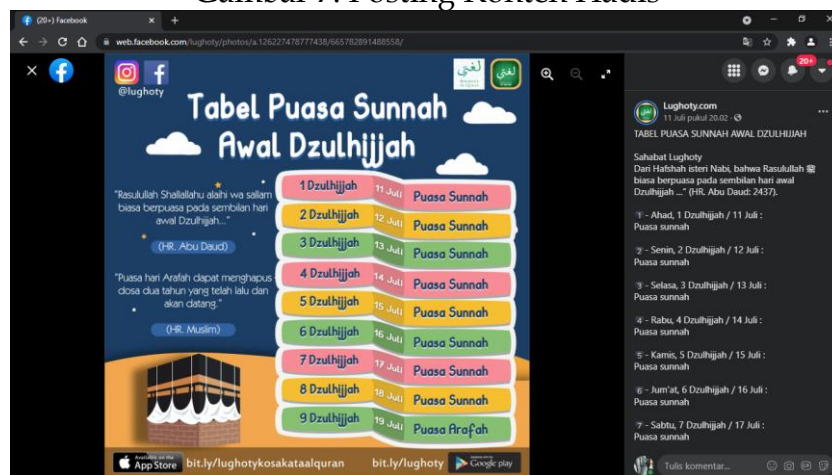 Gambar 7. Posting Konten Hadis
(20+) Facebook
web.facebook.com/lughoty/photos/a.126227478777438/665782891488558/
@lughoty
لغتي
لغتي
Tabel Puasa Sunnah
Awal Dzulhijjah
"Rasulullah Shallallahu alaihi wa sallam
biasa berpuasa pada sembilan hari
awal Dzulhijah..."
(HR. Abu Daud)
"Puasa hari Arafah dapat menghapus
dosa dua tahun yang telah lalu dan
akan datang."
(HR. Muslim)
1 Dzulhijjah 11 Juli Puasa Sunnah
2 Dzulhijjah 12 Juli Puasa Sunnah
3 Dzulhijjah 13 Juli Puasa Sunnah
4 Dzulhijjah 14 Juli Puasa Sunnah
5 Dzulhijjah 15 Juli Puasa Sunnah
6 Dzulhijjah 16 Juli Puasa Sunnah
7 Dzulhijjah 17 Juli Puasa Sunnah
8 Dzulhijjah 18 Juli Puasa Sunnah
9 Dzulhijjah 19 Juli Puasa Arafah
Available on the
App Store
bit.ly/lughotykosakataalquran
bit.ly/lughoty
Google play
20+
Lughoty.com
11 Juli pukul 20.02
TABEL PUASA SUNNAH AWAL DZULHIJJAH
Sahabat Lughoty
Dari Hafshah isteri Nabi, bahwa Rasulullah ﷺ
biasa berpuasa pada sembilan hari awal
Dzulhijjah ..." (HR. Abu Daud: 2437).
1 - Ahad, 1 Dzulhijjah / 11 Juli :
Puasa sunnah
2 - Senin, 2 Dzulhijjah / 12 Juli :
Puasa sunnah
3 - Selasa, 3 Dzulhijjah / 13 Juli :
Puasa sunnah
4 - Rabu, 4 Dzulhijjah / 14 Juli :
Puasa sunnah
5 - Kamis, 5 Dzulhijjah / 15 Juli :
Puasa sunnah
6 - Jum'at, 6 Dzulhijjah / 16 Juli :
Puasa sunnah
7 - Sabtu, 7 Dzulhijjah / 17 Juli :
Puasa sunnah
Tulis komentar...